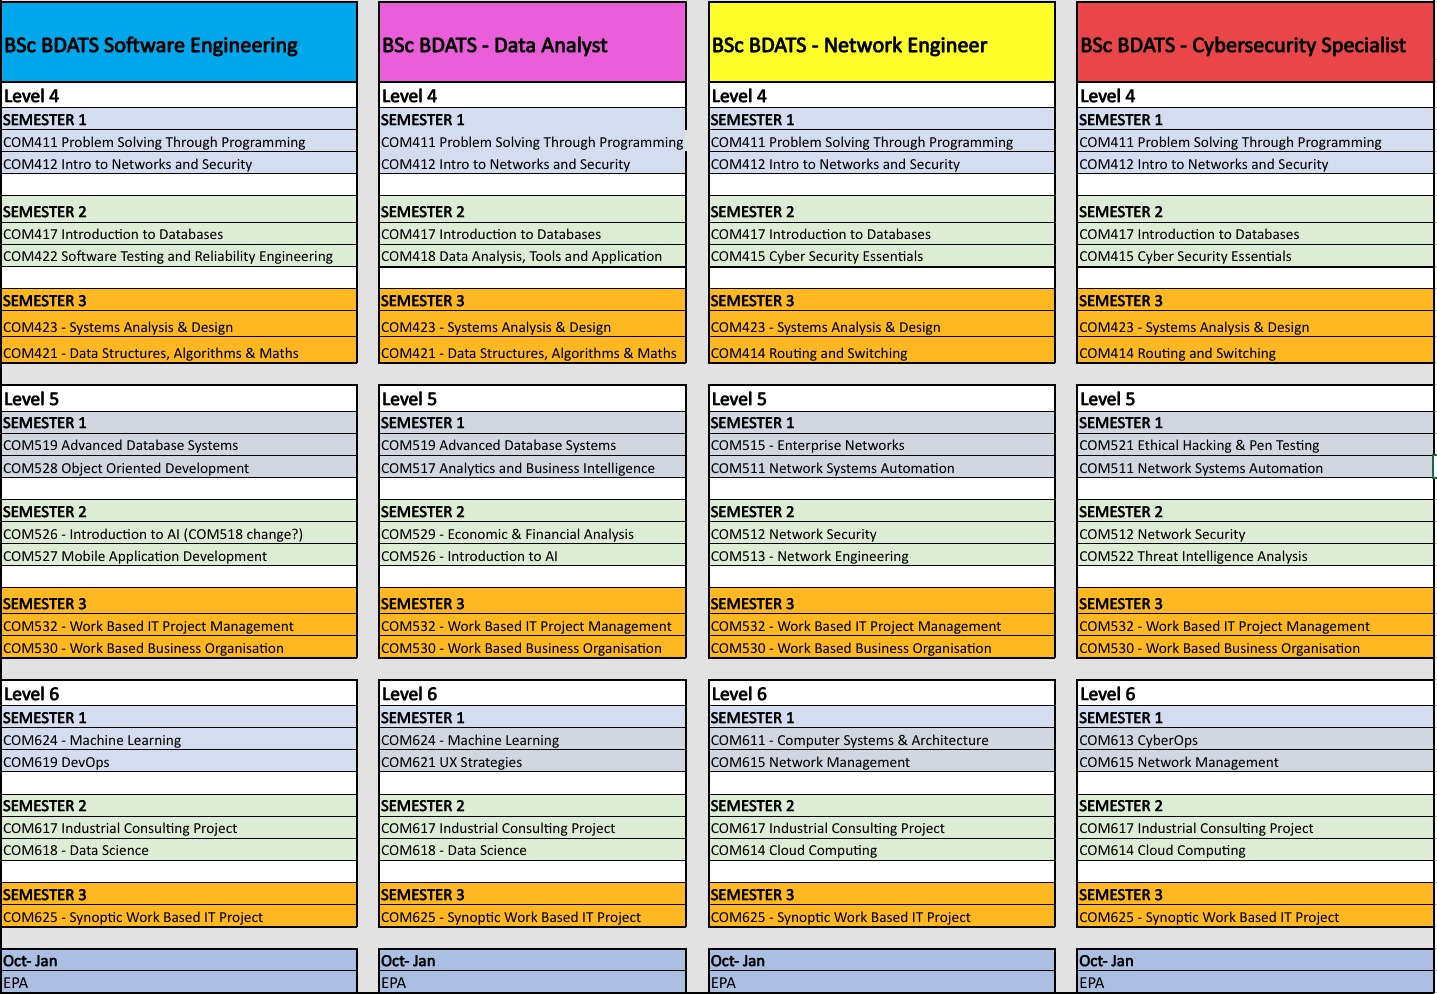 BSc BDATS Software Engineering
Level 4
SEMESTER 1
COM411 Problem Solving Through Programming
COM412 Intro to Networks and Security
SEMESTER 2
COM417 Introduction to Databases
COM422 Software Testing and Reliability Engineering
SEMESTER 3
COM423 - Systems Analysis & Design
COM421 - Data Structures, Algorithms & Maths
Level 5
SEMESTER 1
COM519 Advanced Database Systems
COM528 Object Oriented Development
SEMESTER 2
COM526 - Introduction to AI (COM518 change?)
COM527 Mobile Application Development
SEMESTER 3
COM532 - Work Based IT Project Management
COM530 - Work Based Business Organisation
Level 6
SEMESTER 1
COM624 - Machine Learning
COM619 DevOps
SEMESTER 2
COM617 Industrial Consulting Project
COM618 - Data Science
SEMESTER 3
COM625 - Synoptic Work Based IT Project
Oct- Jan
EPA
BSc BDATS - Data Analyst
Level 4
SEMESTER 1
COM411 Problem Solving Through Programming
COM412 Intro to Networks and Security
SEMESTER 2
COM417 Introduction to Databases
COM418 Data Analysis, Tools and Application
SEMESTER 3
COM423 - Systems Analysis & Design
COM421 - Data Structures, Algorithms & Maths
Level 5
SEMESTER 1
COM519 Advanced Database Systems
COM517 Analytics and Business Intelligence
SEMESTER 2
COM529 - Economic & Financial Analysis
COM526 - Introduction to AI
SEMESTER 3
COM532 - Work Based IT Project Management
COM530 - Work Based Business Organisation
Level 6
SEMESTER 1
COM624 - Machine Learning
COM621 UX Strategies
SEMESTER 2
COM617 Industrial Consulting Project
COM618 - Data Science
SEMESTER 3
COM625 - Synoptic Work Based IT Project
Oct- Jan
EPA
BSc BDATS - Network Engineer
Level 4
SEMESTER 1
COM411 Problem Solving Through Programming
COM412 Intro to Networks and Security
SEMESTER 2
COM417 Introduction to Databases
COM415 Cyber Security Essentials
SEMESTER 3
COM423 - Systems Analysis & Design
COM414 Routing and Switching
Level 5
SEMESTER 1
COM515 - Enterprise Networks
COM511 Network Systems Automation
SEMESTER 2
COM512 Network Security
COM513 - Network Engineering
SEMESTER 3
COM532 - Work Based IT Project Management
COM530 - Work Based Business Organisation
Level 6
SEMESTER 1
COM611 - Computer Systems & Architecture
COM615 Network Management
SEMESTER 2
COM617 Industrial Consulting Project
COM614 Cloud Computing
SEMESTER 3
COM625 - Synoptic Work Based IT Project
Oct- Jan
EPA
BSc BDATS - Cybersecurity Specialist
Level 4
SEMESTER 1
COM411 Problem Solving Through Programming
COM412 Intro to Networks and Security
SEMESTER 2
COM417 Introduction to Databases
COM415 Cyber Security Essentials
SEMESTER 3
COM423 - Systems Analysis & Design
COM414 Routing and Switching
Level 5
SEMESTER 1
COM521 Ethical Hacking & Pen Testing
COM511 Network Systems Automation
SEMESTER 2
COM512 Network Security
COM522 Threat Intelligence Analysis
SEMESTER 3
COM532 - Work Based IT Project Management
COM530 - Work Based Business Organisation
Level 6
SEMESTER 1
COM613 CyberOps
COM615 Network Management
SEMESTER 2
COM617 Industrial Consulting Project
COM614 Cloud Computing
SEMESTER 3
COM625 - Synoptic Work Based IT Project
Oct- Jan
EPA